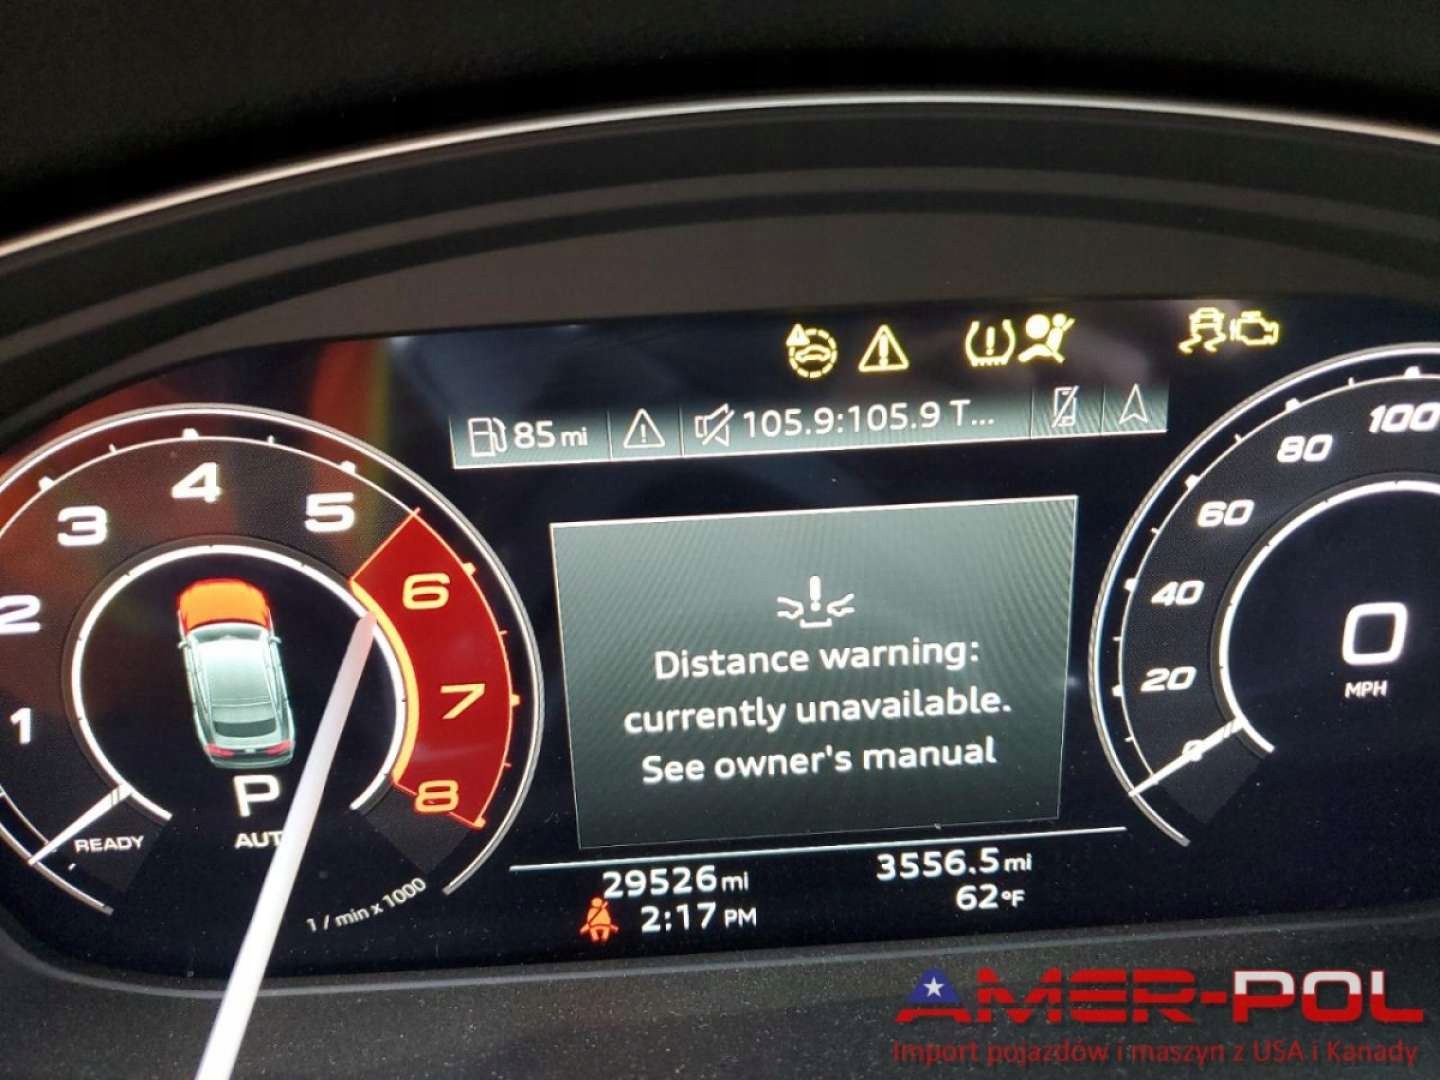 85 mi
105.9:105.9 T...
1
2
3
4
5
6
7
8
P
READY
AUT
1 / min x 1000
Distance warning:
currently unavailable.
See owner's manual
29526 mi
3556.5 mi
2:17 PM
62°F
0
20
40
60
80
100
0
MPH
AMER-POL
Import pojazdów i maszyn z USA i Kanady